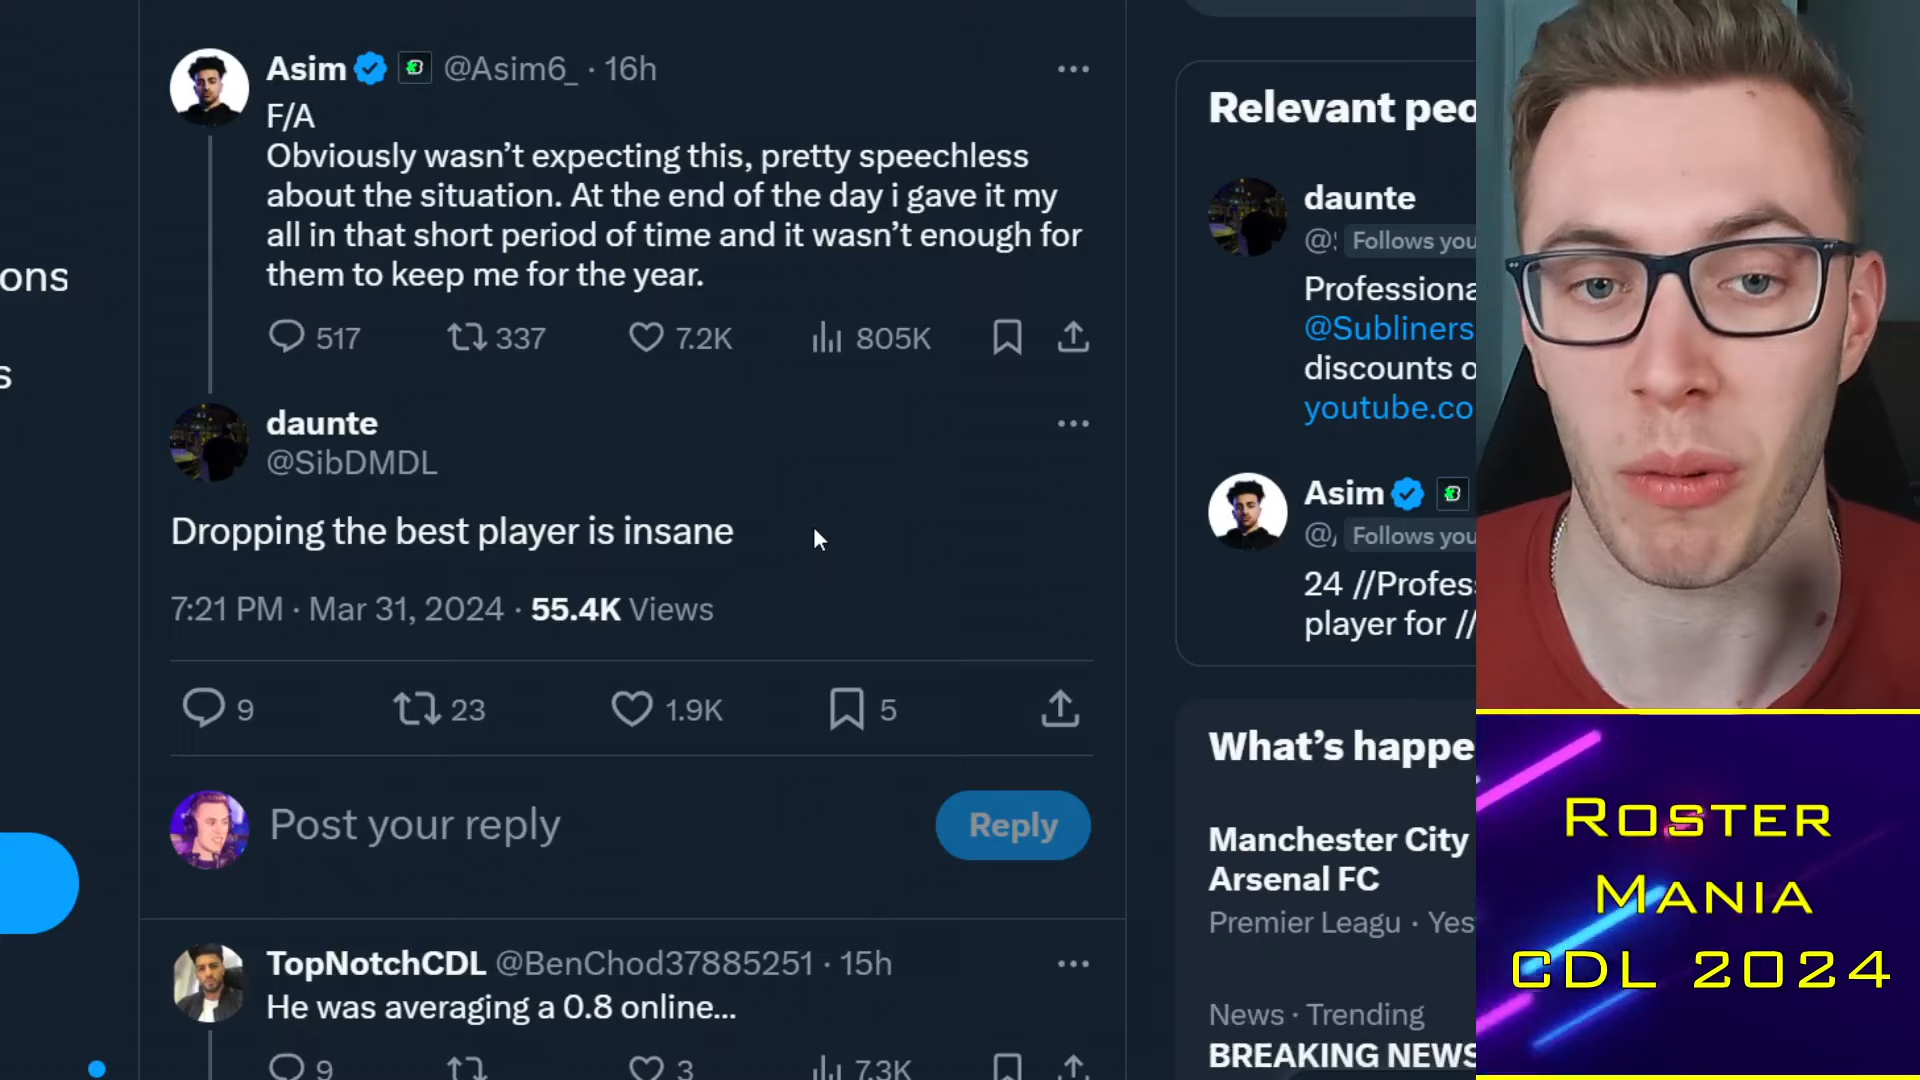 Asim @Asim6_ · 16h
F/A
Obviously wasn't expecting this, pretty speechless
about the situation. At the end of the day i gave it my
all in that short period of time and it wasn't enough for
them to keep me for the year.
517 337 7.2K 805K
daunte
@SibDMDL
Dropping the best player is insane
7:21 PM · Mar 31, 2024 · 55.4K Views
9 23 1.9K 5
Post your reply
Reply
TopNotchCDL @BenChod37885251 · 15h
He was averaging a 0.8 online...
9 3 7.3K
ons
s
Relevant peo
daunte
Follows you
Professiona
@Subliners
discounts o
youtube.co
Asim
Follows you
24 //Profes
player for //
What's happe
Manchester City
Arsenal FC
Premier Leagu · Yes
News · Trending
BREAKING NEWS
Roster
Mania
CDL 2024